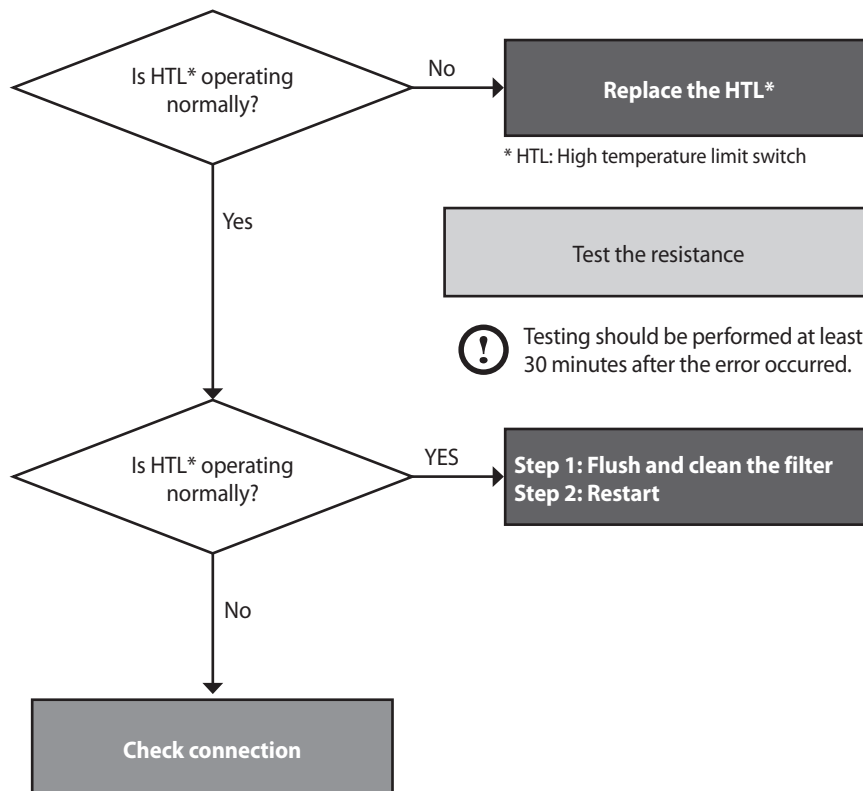 Is HTL* operating
normally?
No
Replace the HTL*
* HTL: High temperature limit switch
Yes
Test the resistance
! Testing should be performed at least
30 minutes after the error occurred.
Is HTL* operating
normally?
YES
Step 1: Flush and clean the filter
Step 2: Restart
No
Check connection